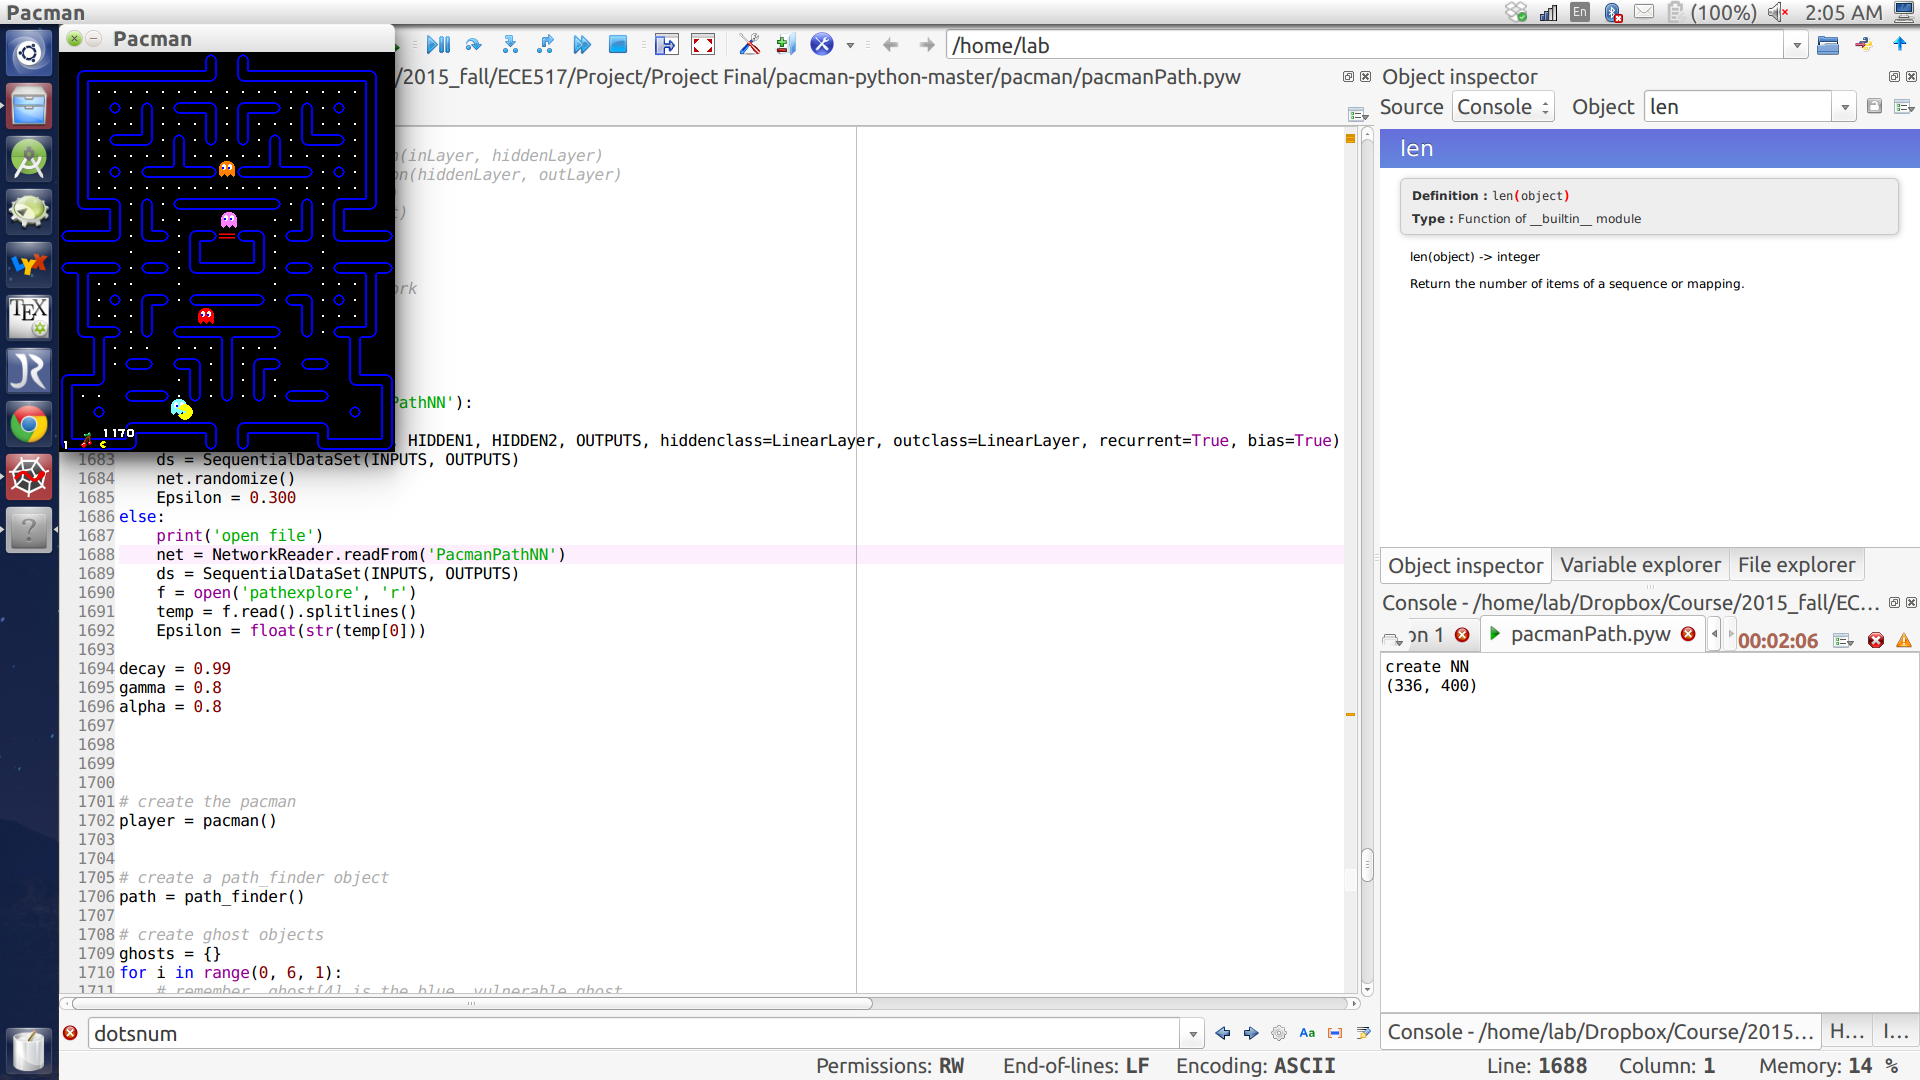 Pacman
En
(100%)
2:05 AM
Pacman
/home/lab
/2015_fall/ECE517/Project/Project Final/pacman-python-master/pacman/pacmanPath.pyw
(inLayer, hiddenLayer)
on(hiddenLayer, outLayer)
)
ork
PathNN'):
HIDDEN1, HIDDEN2, OUTPUTS, hiddenclass=LinearLayer, outclass=LinearLayer, recurrent=True, bias=True)
1 1170
1683 ds = SequentialDataSet(INPUTS, OUTPUTS)
1684 net.randomize()
1685 Epsilon = 0.300
1686 else:
1687 print('open file')
1688 net = NetworkReader.readFrom('PacmanPathNN')
1689 ds = SequentialDataSet(INPUTS, OUTPUTS)
1690 f = open('pathexplore', 'r')
1691 temp = f.read().splitlines()
1692 Epsilon = float(str(temp[0]))
1693
1694 decay = 0.99
1695 gamma = 0.8
1696 alpha = 0.8
1697
1698
1699
1700
1701 # create the pacman
1702 player = pacman()
1703
1704
1705 # create a path_finder object
1706 path = path_finder()
1707
1708 # create ghost objects
1709 ghosts = {}
1710 for i in range(0, 6, 1):
1711 # remember, ghost[4] is the blue, vulnerable ghost
dotsnum
Aa
Permissions: RW End-of-lines: LF Encoding: ASCII Line: 1688 Column: 1 Memory: 14 %
Object inspector
Source Console Object len
len
Definition : len(object)
Type : Function of __builtin__ module
len(object) -> integer
Return the number of items of a sequence or mapping.
Object inspector Variable explorer File explorer
Console - /home/lab/Dropbox/Course/2015_fall/EC...
on 1 pacmanPath.pyw 00:02:06
create NN
(336, 400)
Console - /home/lab/Dropbox/Course/2015... H... I...